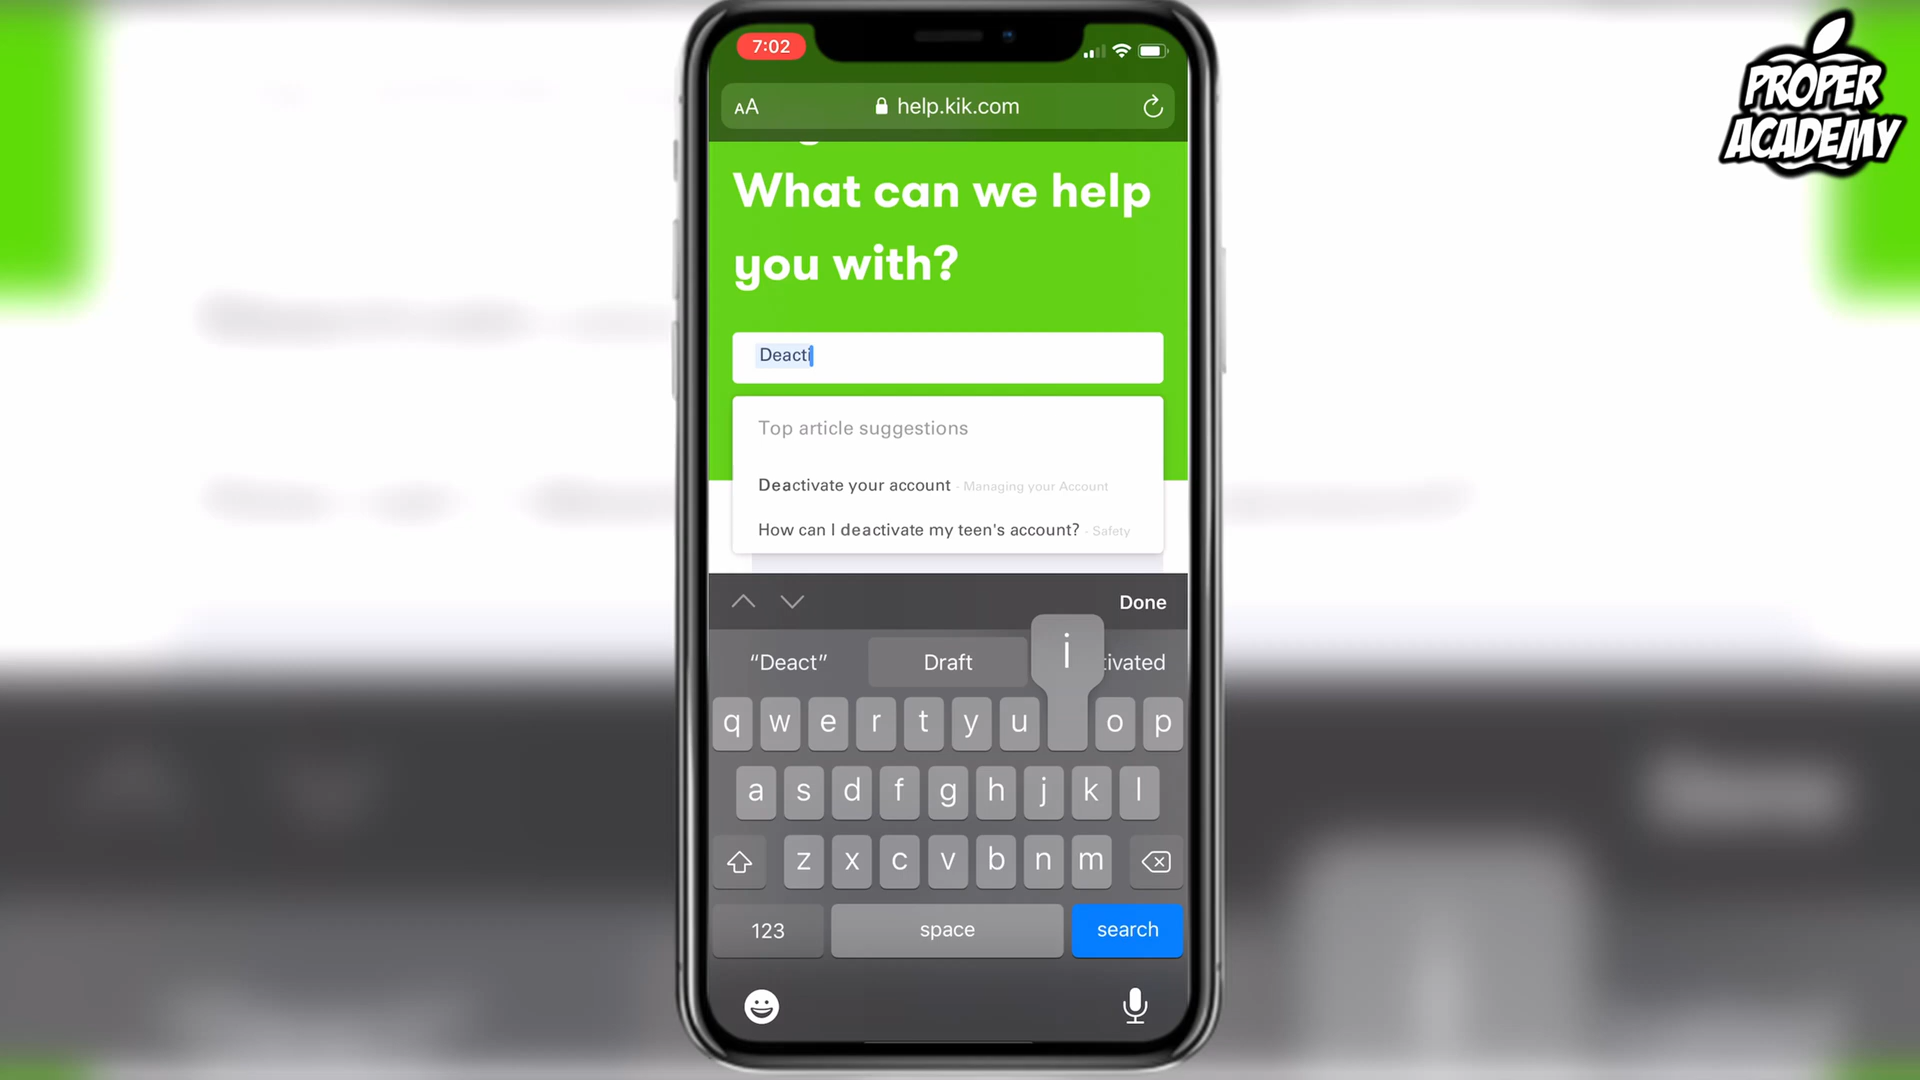 7:02
PROPER
ACADEMY
AA help.kik.com
What can we help
you with?
Deacti
Top article suggestions
Deactivate your account - Managing your Account
How can I deactivate my teen's account? - Safety
Done
“Deact” Draft i tivated
q w e r t y u o p
a s d f g h j k l
z x c v b n m
123 space search